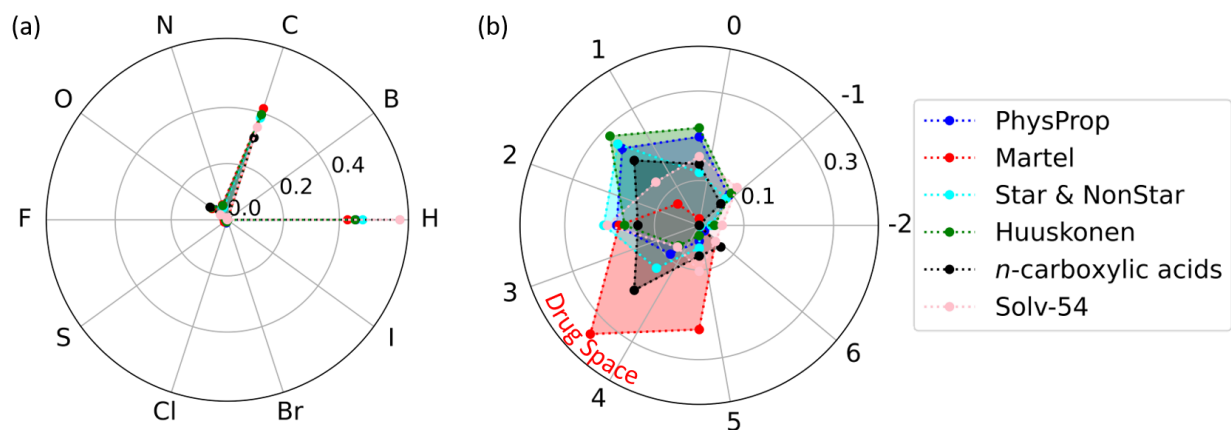 (a)
N
C
O
B
0.4
0.2
0.0
F
H
S
I
Cl
Br
(b)
0
1
-1
2
0.3
0.1
-2
3
Drug Space
6
4
5
PhysProp
Martel
Star & NonStar
Huuskonen
n-carboxylic acids
Solv-54